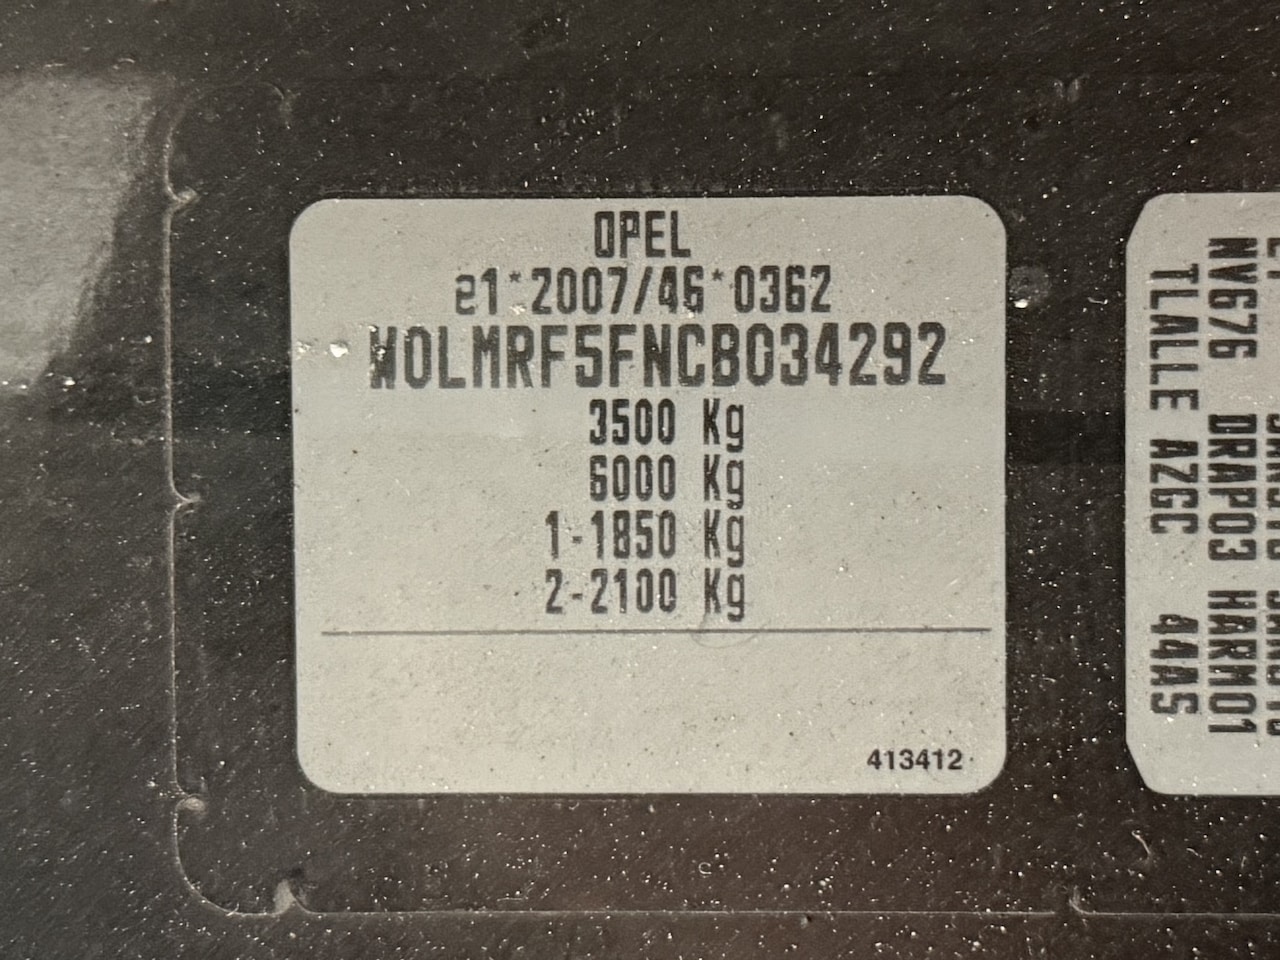 OPEL
e1*2007/46*0362
W0LMRF5FNCB034292
3500 Kg
6000 Kg
1-1850 Kg
2-2100 Kg
413412
NV676 DRAP03 HARM01
TLALLE AZGC 44AS